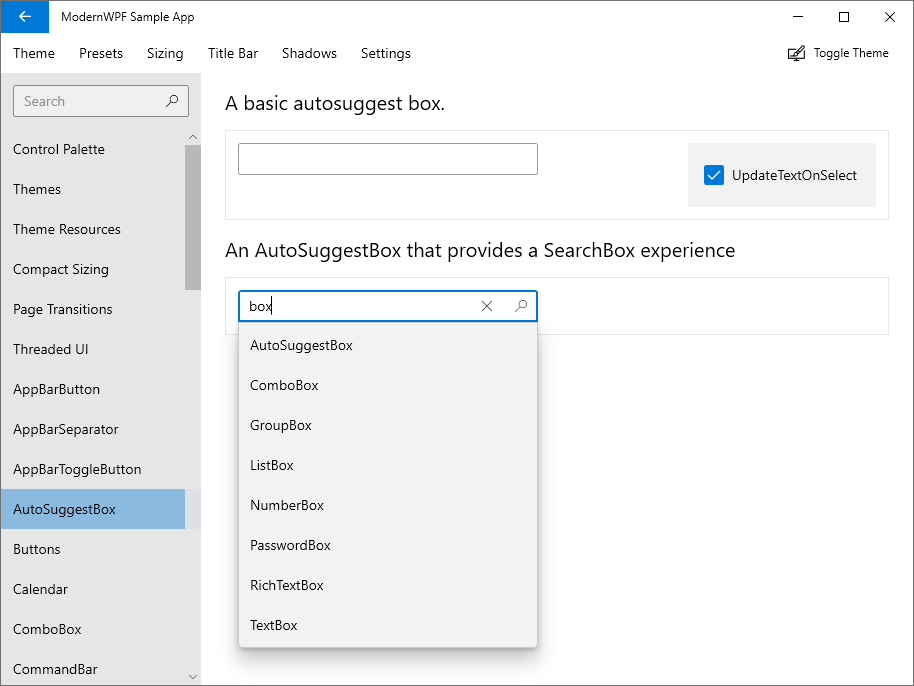 ModernWPF Sample App
Theme Presets Sizing Title Bar Shadows Settings Toggle Theme
Search
Control Palette
Themes
Theme Resources
Compact Sizing
Page Transitions
Threaded UI
AppBarButton
AppBarSeparator
AppBarToggleButton
AutoSuggestBox
Buttons
Calendar
ComboBox
CommandBar
A basic autosuggest box.
UpdateTextOnSelect
An AutoSuggestBox that provides a SearchBox experience
box
AutoSuggestBox
ComboBox
GroupBox
ListBox
NumberBox
PasswordBox
RichTextBox
TextBox